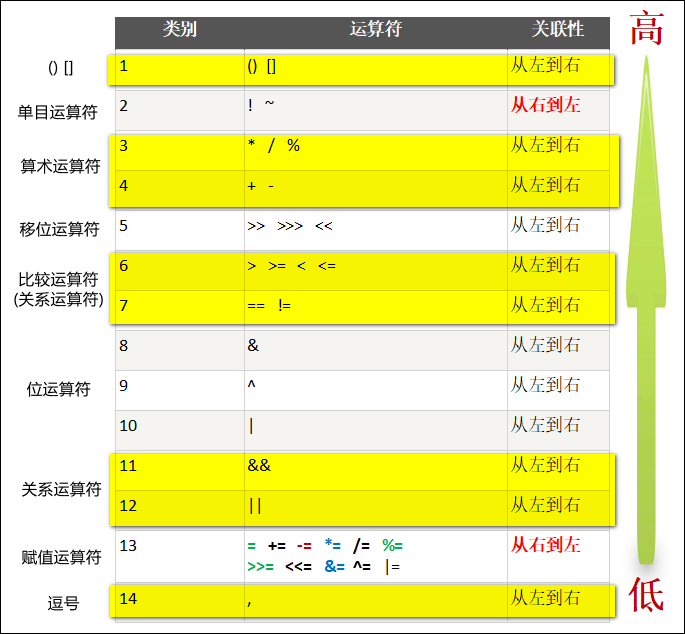 类别 运算符 关联性 高
() [] 1 () [] 从左到右
单目运算符 2 ! ~ 从右到左
算术运算符 3 * / % 从左到右
4 + - 从左到右
移位运算符 5 >> >>> << 从左到右
比较运算符 6 > >= < <= 从左到右
(关系运算符) 7 == != 从左到右
8 & 从左到右
位运算符 9 ^ 从左到右
10 | 从左到右
关系运算符 11 && 从左到右
12 || 从左到右
赋值运算符 13 = += -= *= /= %= 从右到左
>>= <<= &= ^= |=
逗号 14 , 从左到右 低